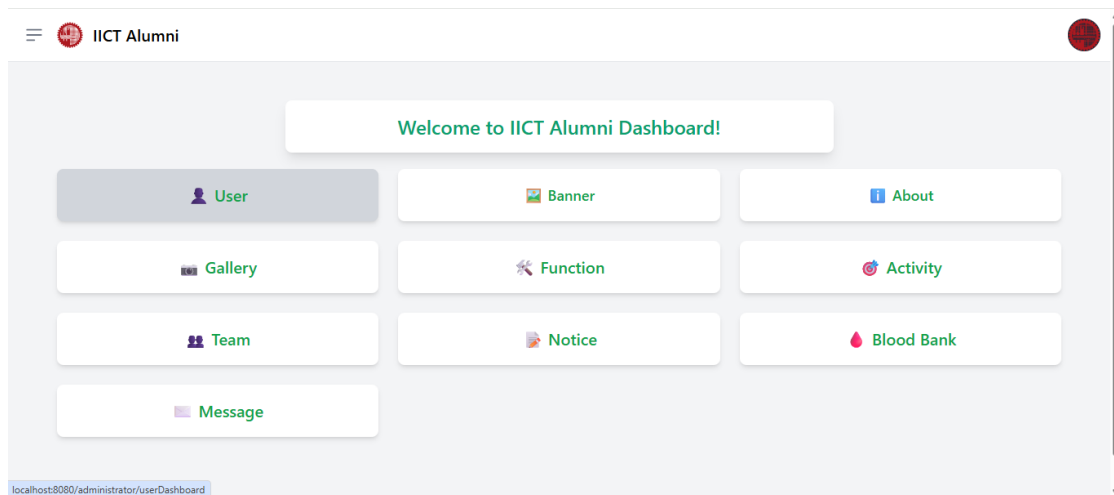 IICT Alumni
Welcome to IICT Alumni Dashboard!
User
Banner
About
Gallery
Function
Activity
Team
Notice
Blood Bank
Message
localhost:8080/administrator/userDashboard